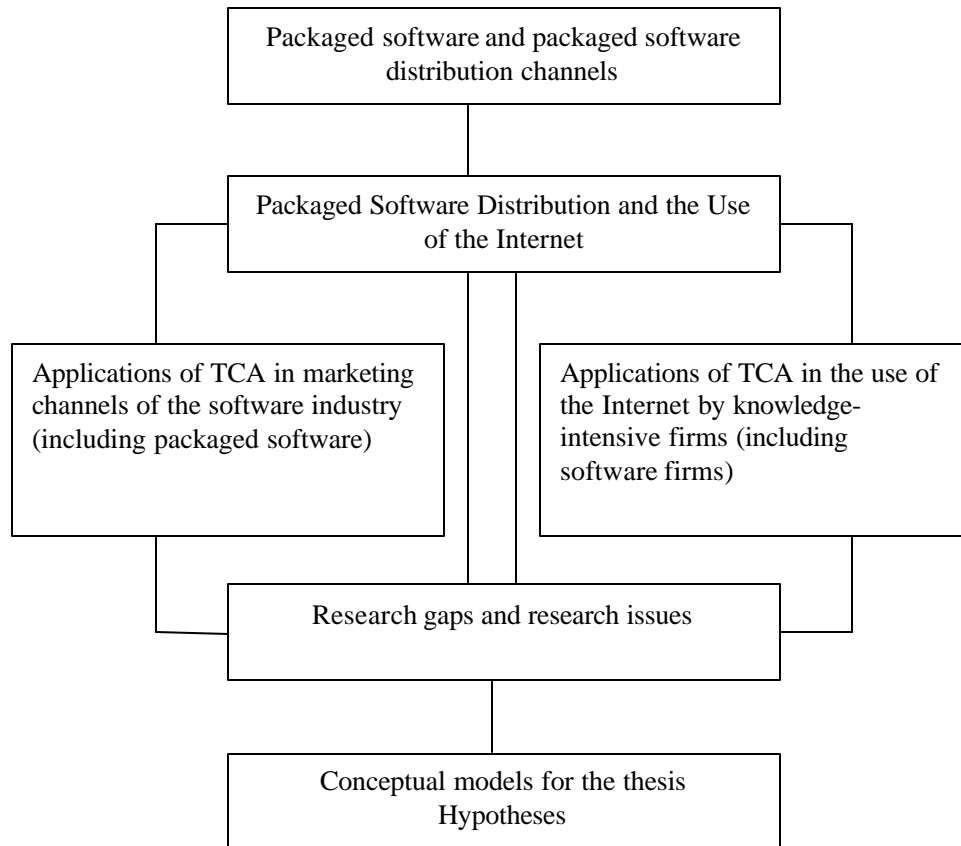 Packaged software and packaged software
distribution channels
Packaged Software Distribution and the Use
of the Internet
Applications of TCA in marketing
channels of the software industry
(including packaged software)
Applications of TCA in the use of
the Internet by knowledge-
intensive firms (including
software firms)
Research gaps and research issues
Conceptual models for the thesis
Hypotheses